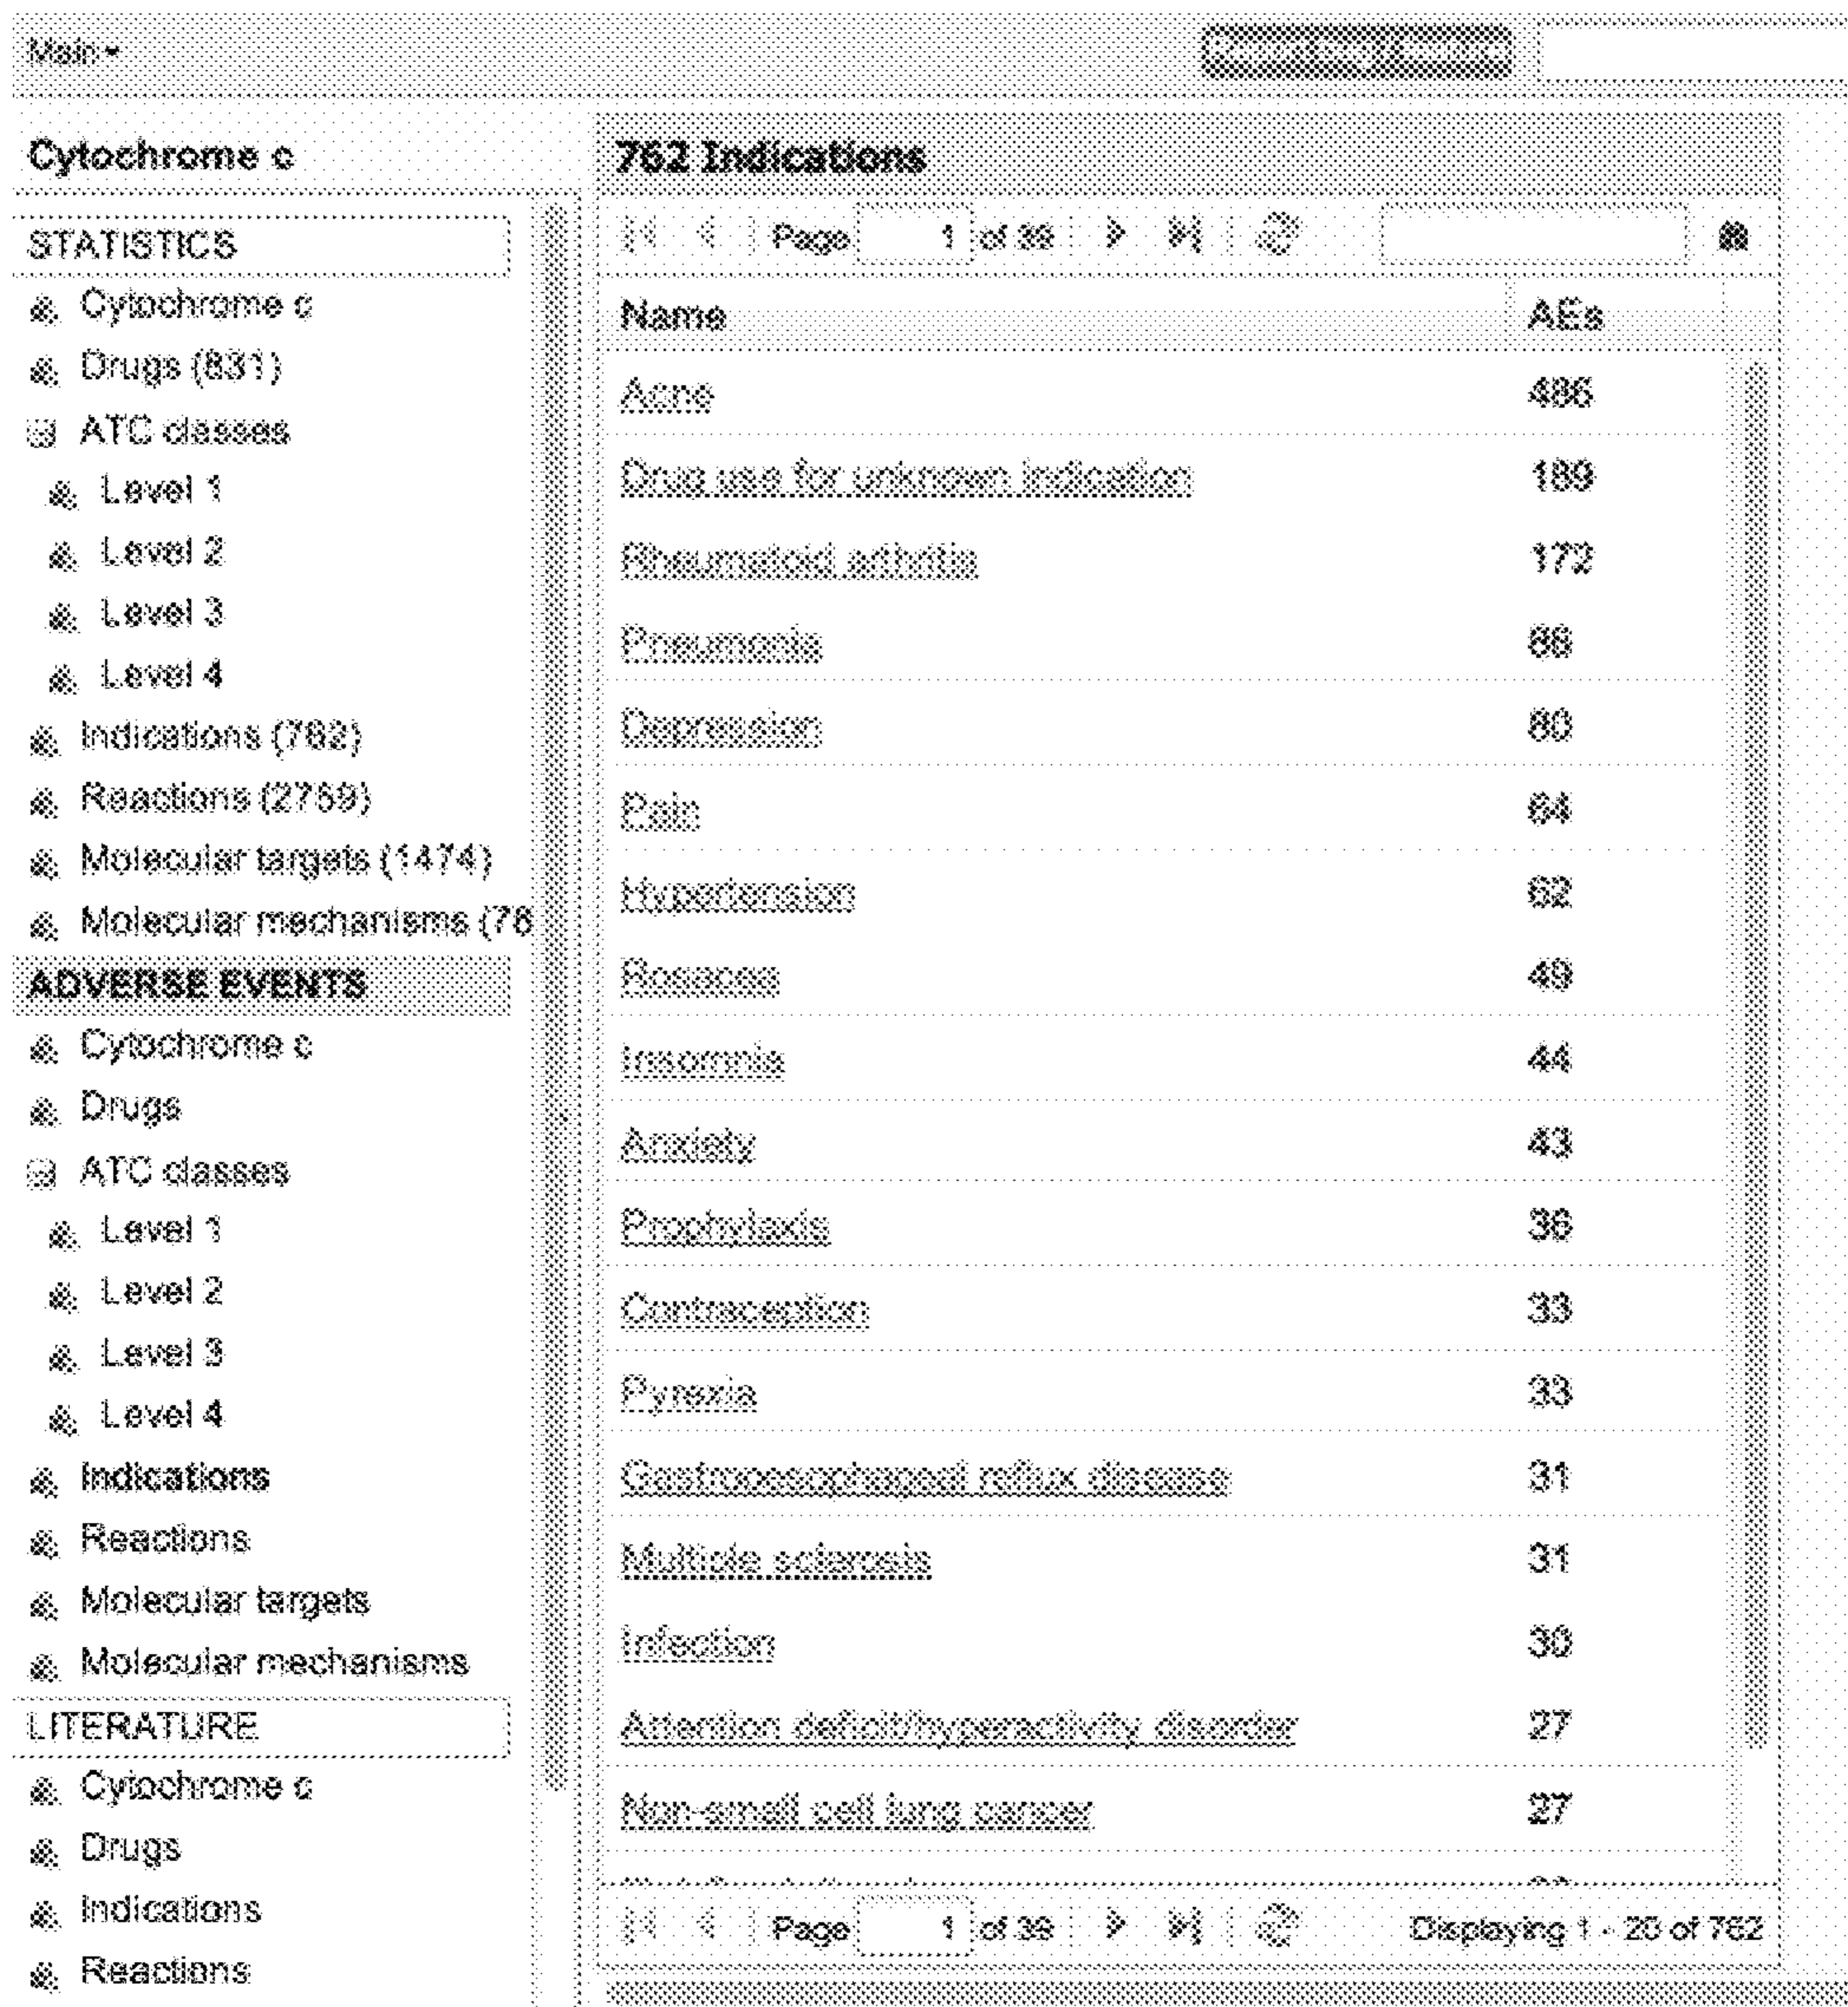 Main
Cytochrome c
STATISTICS
Cytochrome c
Drugs (831)
ATC classes
Level 1
Level 2
Level 3
Level 4
Indications (762)
Reactions (2759)
Molecular targets (1474)
Molecular mechanisms (78
ADVERSE EVENTS
Cytochrome c
Drugs
ATC classes
Level 1
Level 2
Level 3
Level 4
Indications
Reactions
Molecular targets
Molecular mechanisms
LITERATURE
Cytochrome c
Drugs
Indications
Reactions
762 Indications
Page 1 of 39
Name AEs
Acne 486
Drug use for unknown indication 189
Rheumatoid arthritis 172
Pneumonia
Depression 80
Pain 64
Hypertension 62
Rosacea 49
Insomnia 44
Anxiety 43
Prophylaxis 36
Contraception 33
Pyrexia 33
Gastrooesophageal reflux disease 31
Multiple sclerosis 31
Infection 30
Attention deficit/hyperactivity disorder 27
Non-small cell lung cancer 27
Page 1 of 39 Displaying 1 - 20 of 762